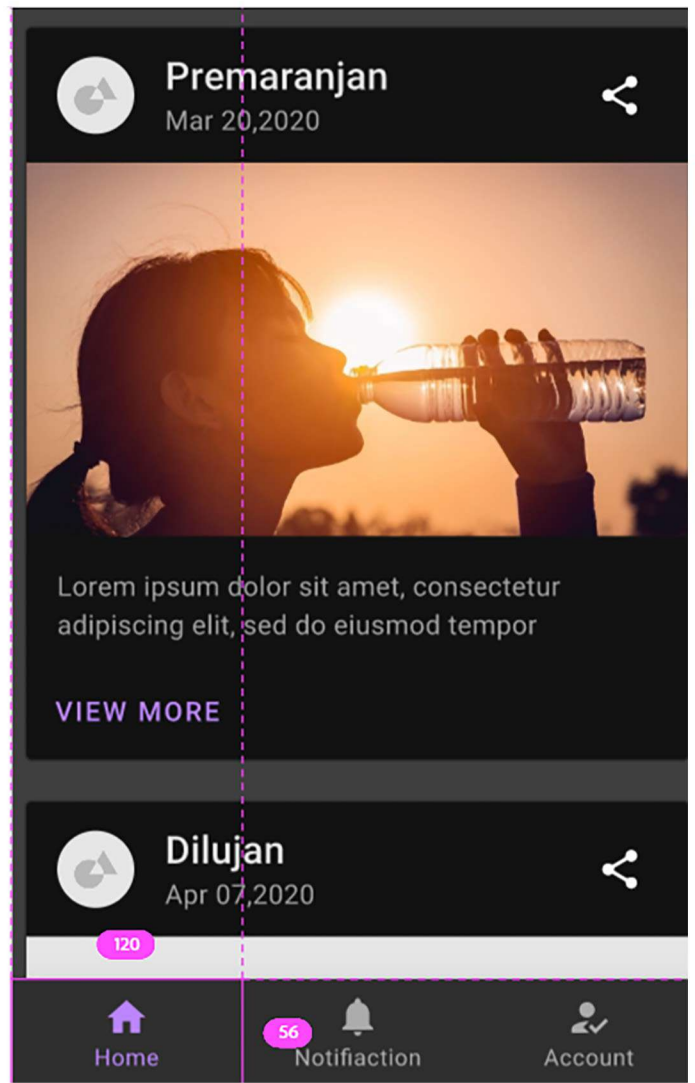 Premaranjan
Mar 20,2020
Lorem ipsum dolor sit amet, consectetur
adipiscing elit, sed do eiusmod tempor
VIEW MORE
Dilujan
Apr 07,2020
120
56
Home
Notifiaction
Account